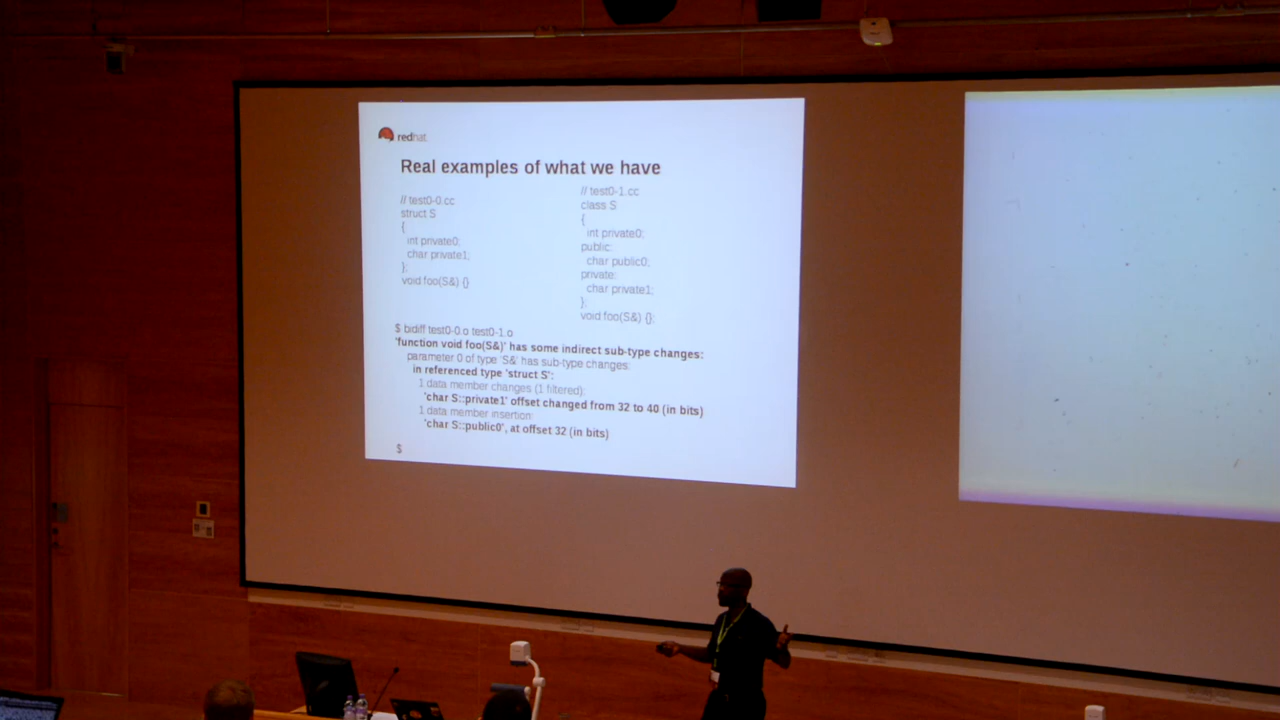 redhat
Real examples of what we have
// test0-0.cc
struct S
{
int private0;
char private1;
};
void foo(S&) {}
// test0-1.cc
class S
{
int private0;
public:
char public0;
private:
char private1;
};
void foo(S&) {};
$ bidiff test0-0.o test0-1.o
'function void foo(S&)' has some indirect sub-type changes:
parameter 0 of type 'S&' has sub-type changes:
in referenced type 'struct S':
1 data member changes (1 filtered):
'char S::private1' offset changed from 32 to 40 (in bits)
1 data member insertion:
'char S::public0', at offset 32 (in bits)
$